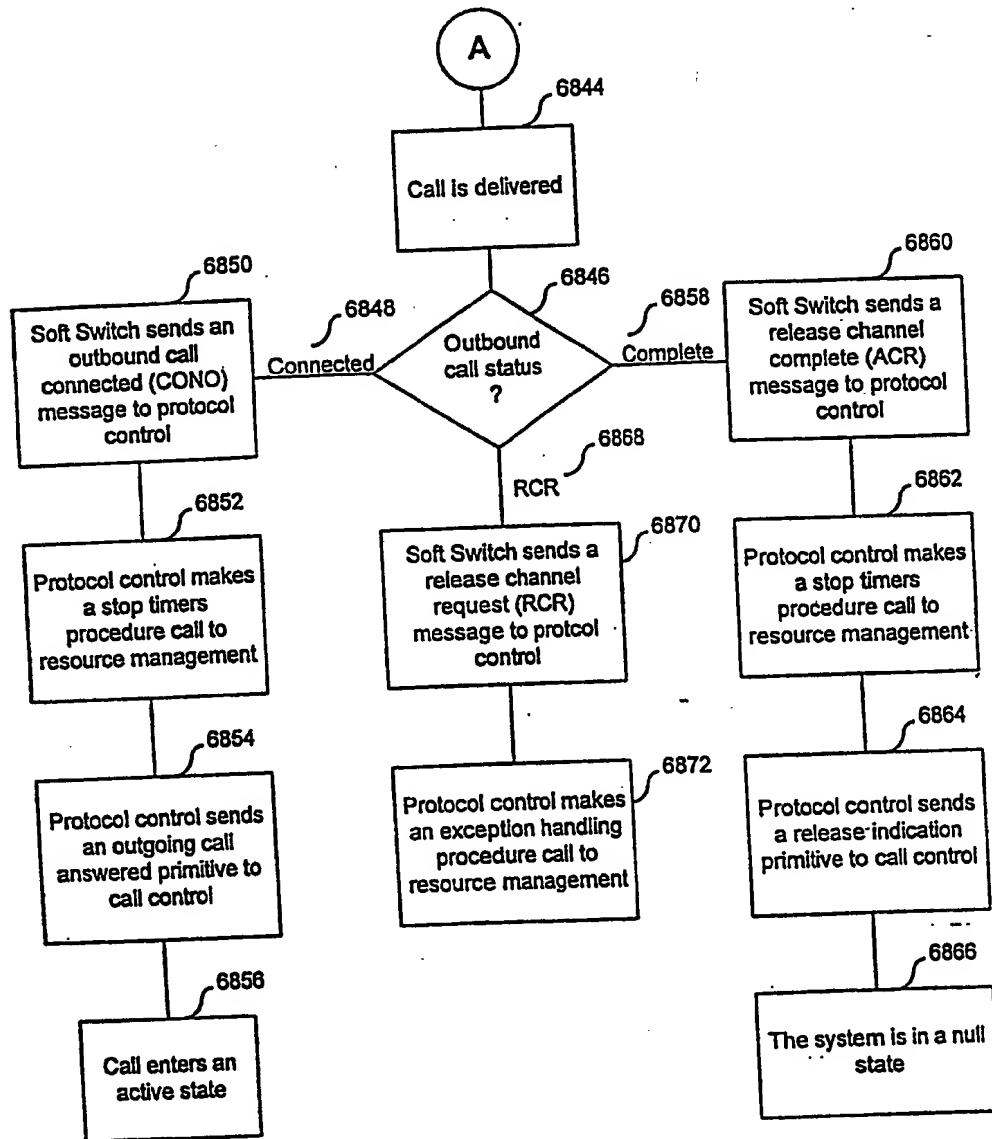 A
6844
Call is delivered
6846
Outbound
call status
?
6848
Connected
6850
Soft Switch sends an
outbound call
connected (CONO)
message to protocol
control
6852
Protocol control makes
a stop timers
procedure call to
resource management
6854
Protocol control sends
an outgoing call
answered primitive to
call control
6856
Call enters an
active state
6868
RCR
6870
Soft Switch sends a
release channel
request (RCR)
message to protcol
control
6872
Protocol control makes
an exception handling
procedure call to
resource management
6858
Complete
6860
Soft Switch sends a
release channel
complete (ACR)
message to protocol
control
6862
Protocol control makes
a stop timers
procedure call to
resource management
6864
Protocol control sends
a release-indication
primitive to call control
6866
The system is in a null
state